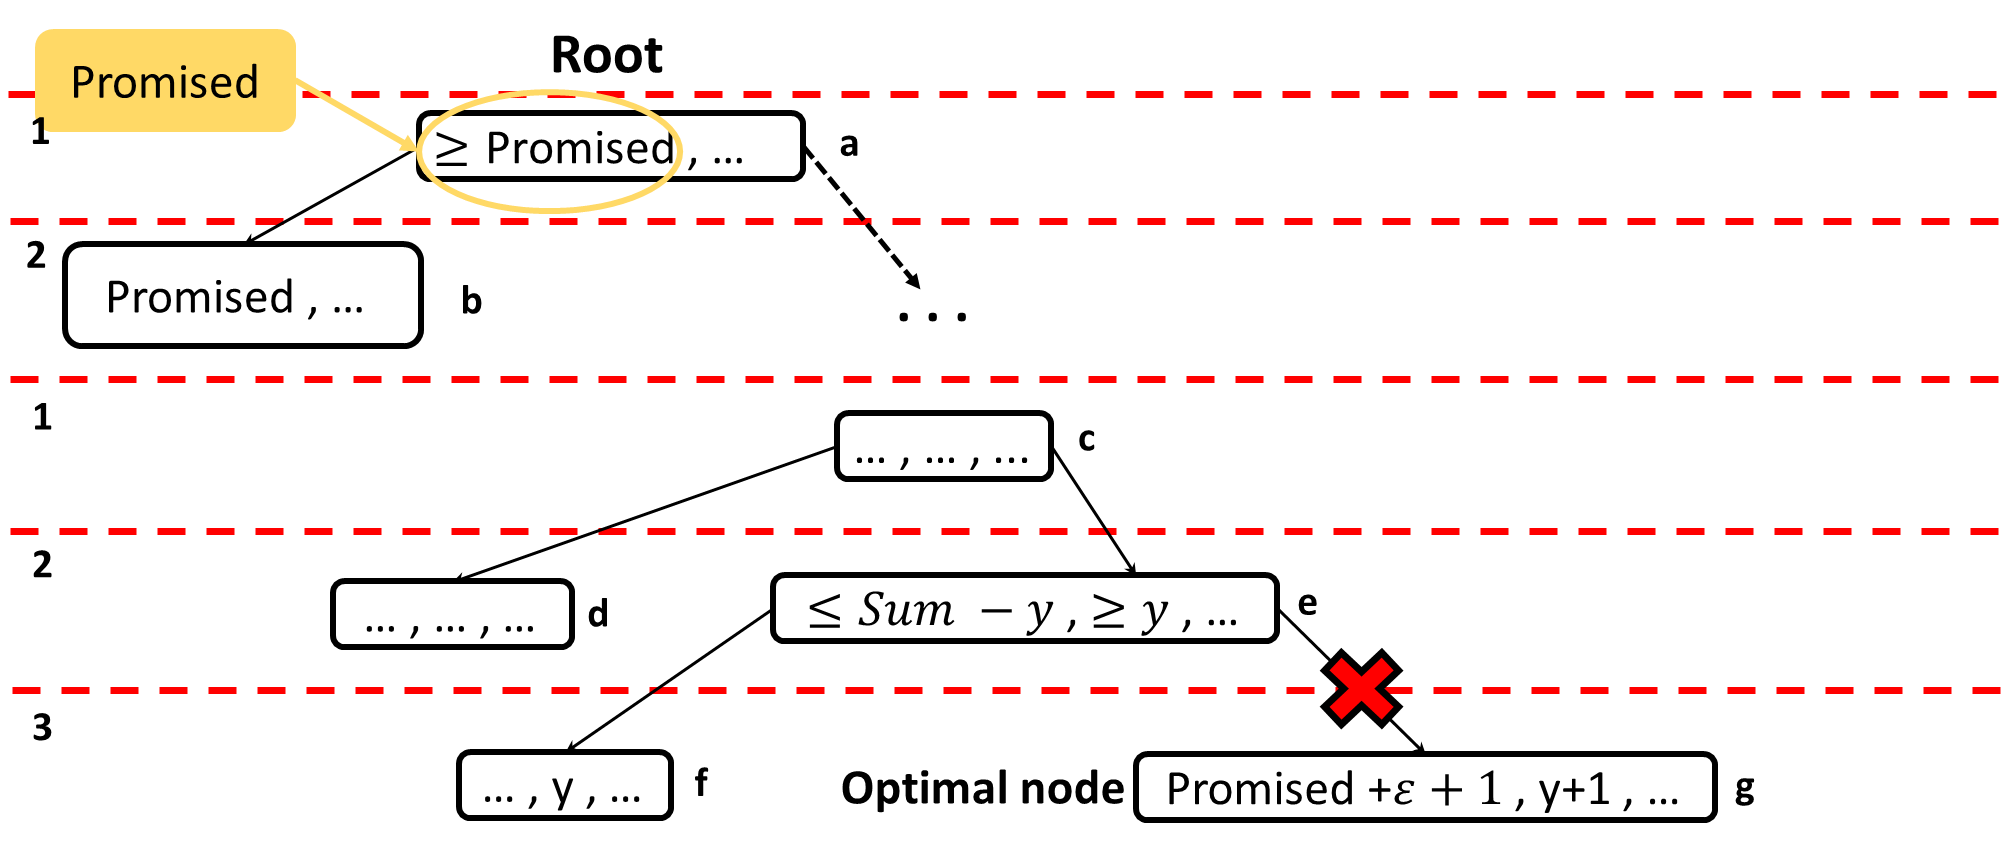 Root
Promised
1
≥ Promised , ...
a
2
Promised , ...
b
...
1
... , ... , ...
c
2
... , ... , ...
d
≤ Sum − y , ≥ y , ...
e
3
... , y , ...
f
Optimal node
Promised +ε + 1 , y+1 , ...
g